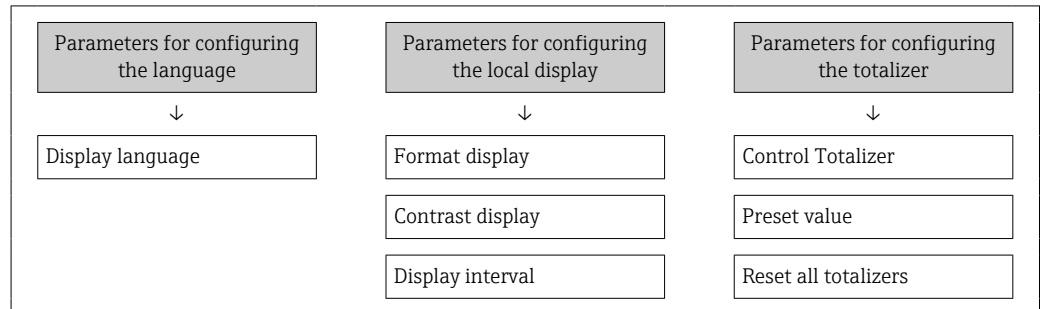 Parameters for configuring
the language
↓
Display language
Parameters for configuring
the local display
↓
Format display
Contrast display
Display interval
Parameters for configuring
the totalizer
↓
Control Totalizer
Preset value
Reset all totalizers